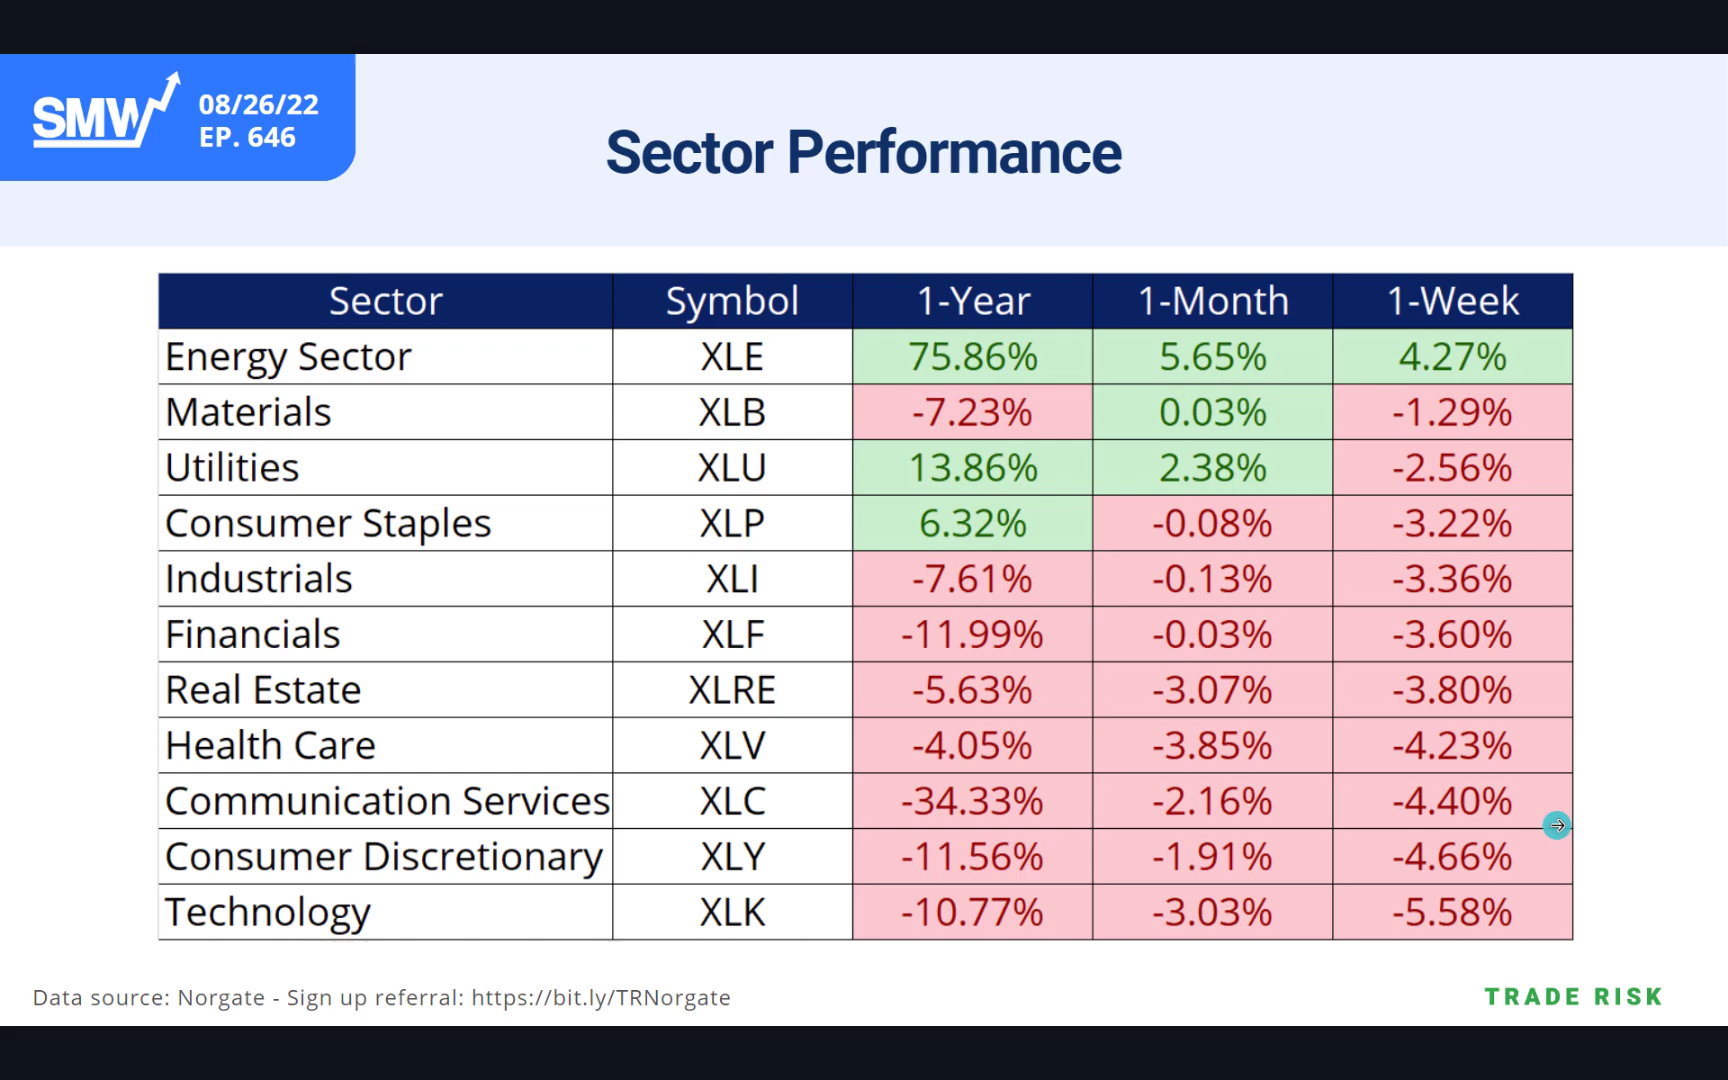 SMW
08/26/22
EP. 646
Sector Performance
Sector Symbol 1-Year 1-Month 1-Week
Energy Sector XLE 75.86% 5.65% 4.27%
Materials XLB -7.23% 0.03% -1.29%
Utilities XLU 13.86% 2.38% -2.56%
Consumer Staples XLP 6.32% -0.08% -3.22%
Industrials XLI -7.61% -0.13% -3.36%
Financials XLF -11.99% -0.03% -3.60%
Real Estate XLRE -5.63% -3.07% -3.80%
Health Care XLV -4.05% -3.85% -4.23%
Communication Services XLC -34.33% -2.16% -4.40%
Consumer Discretionary XLY -11.56% -1.91% -4.66%
Technology XLK -10.77% -3.03% -5.58%
Data source: Norgate - Sign up referral: https://bit.ly/TRNorgate
TRADE RISK